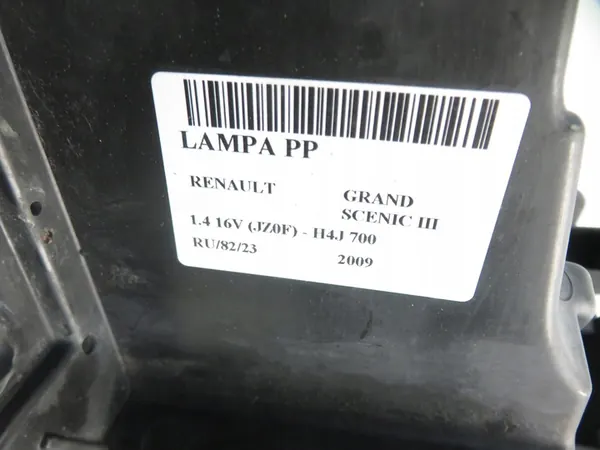 LAMPA PP
RENAULT GRAND
SCENIC III
1.4 16V (JZ0F) - H4J 700
RU/82/23 2009